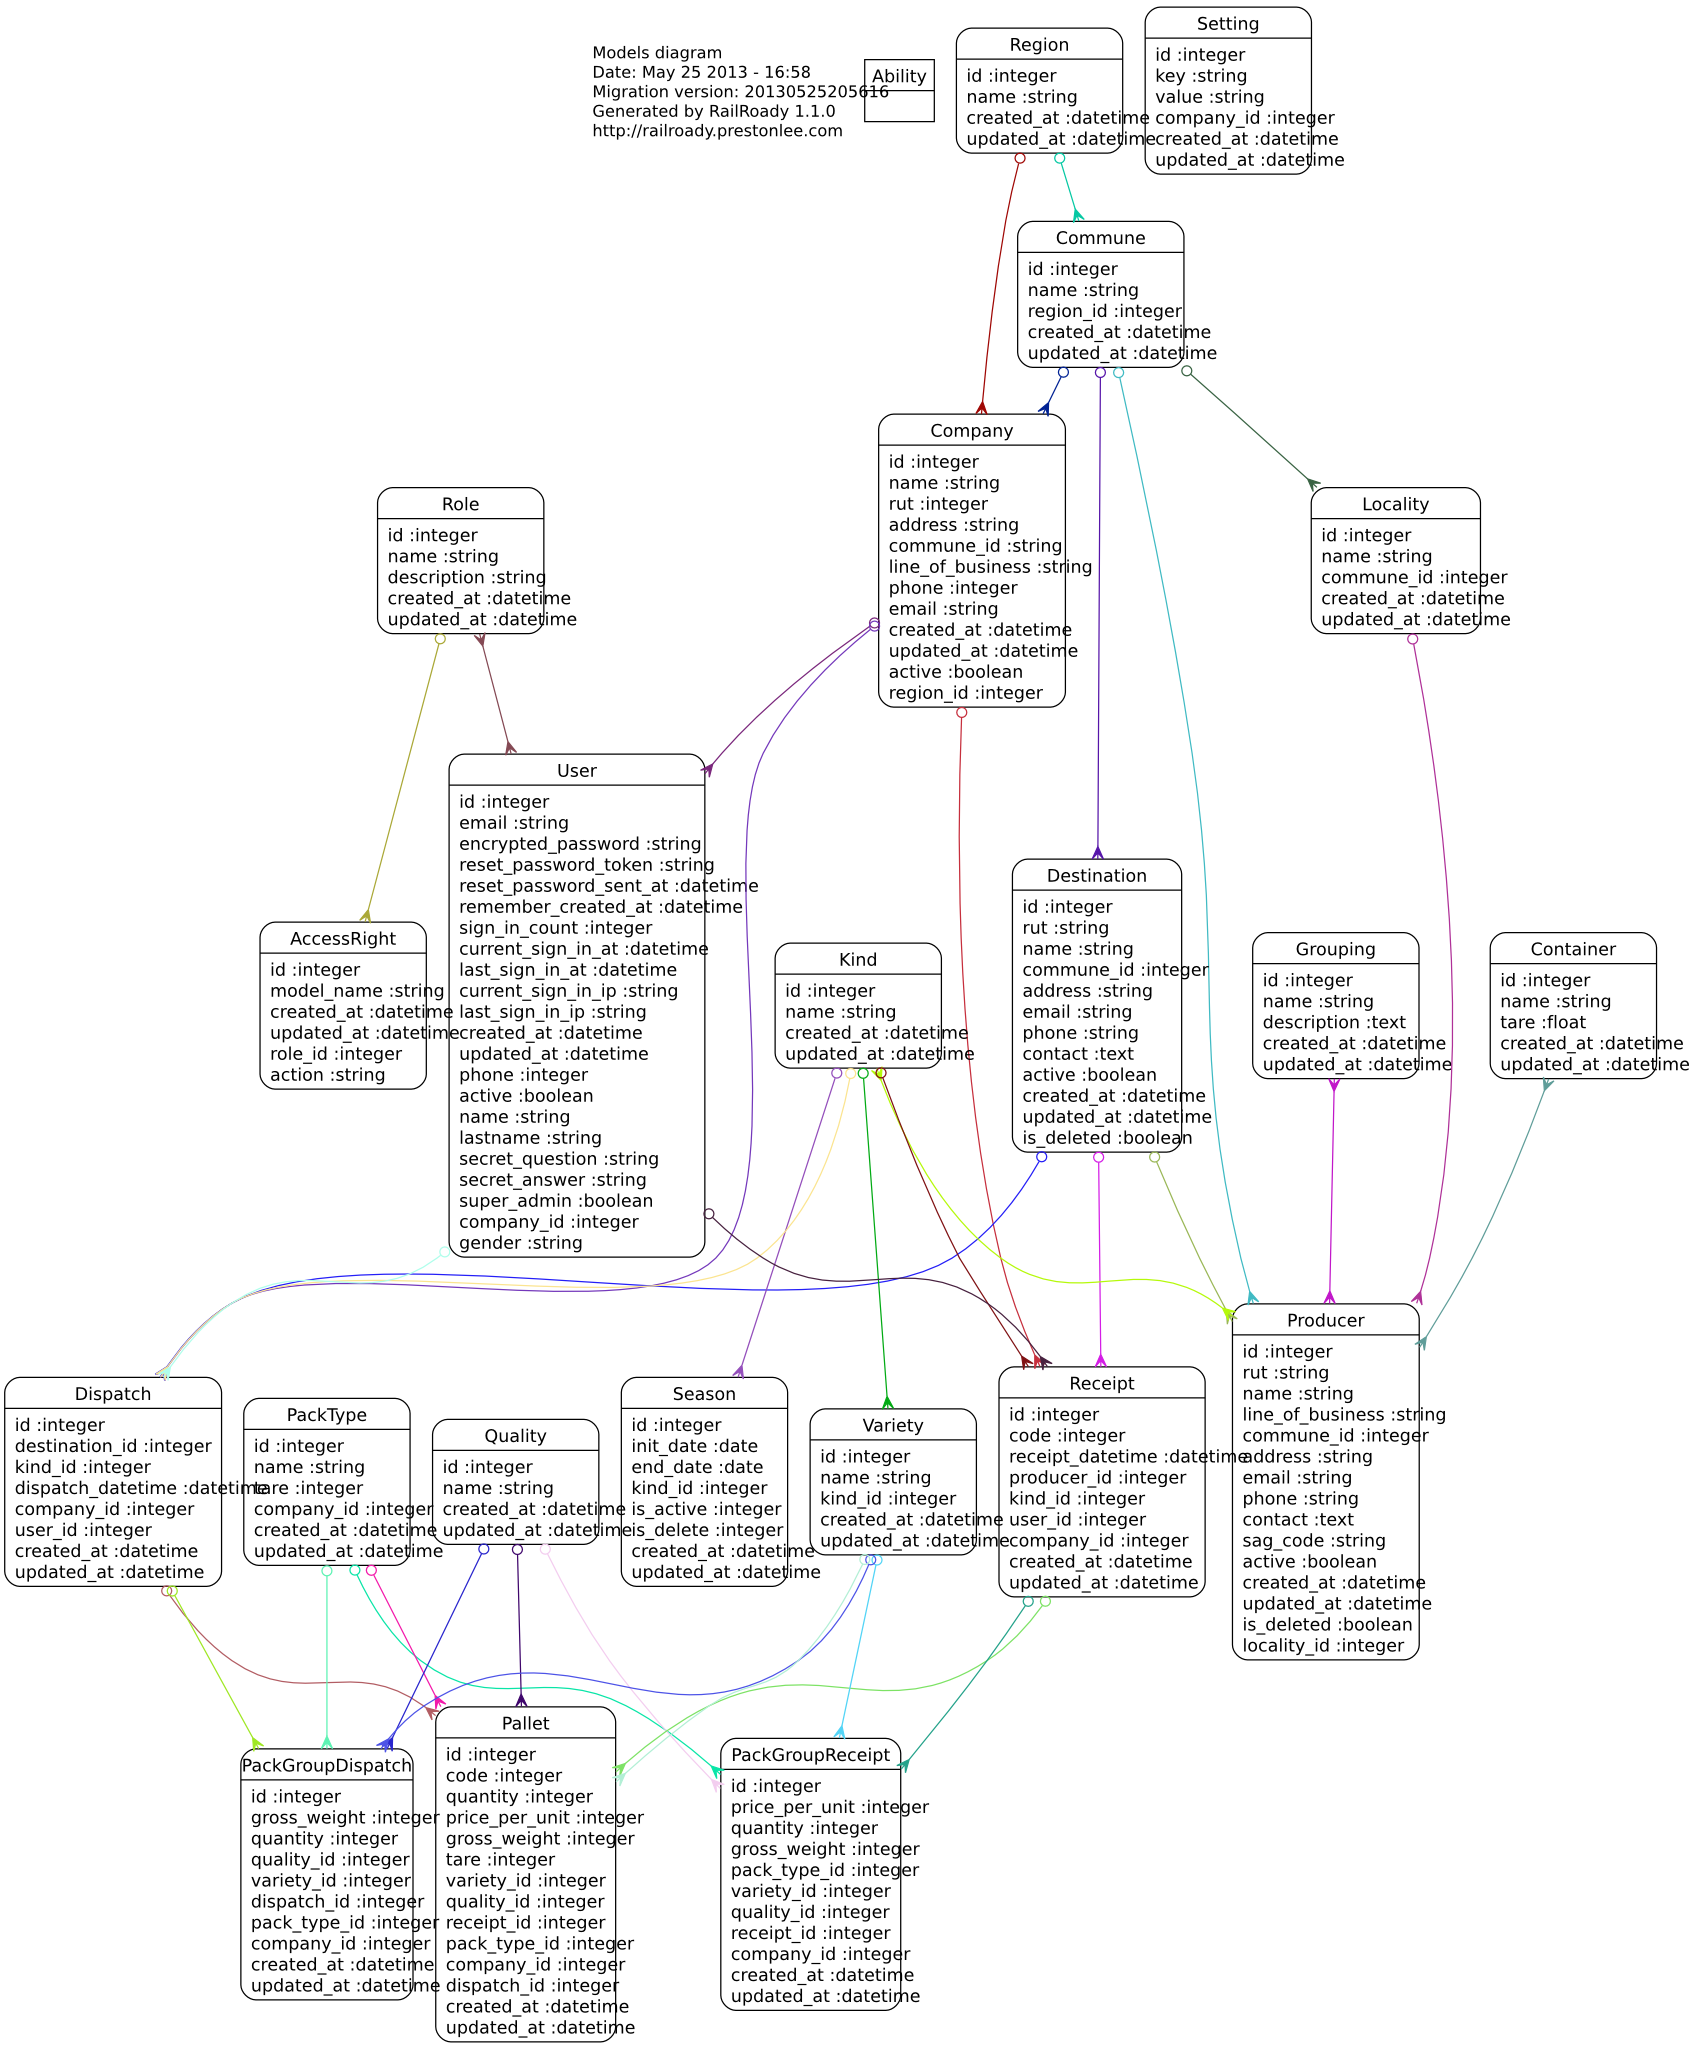 Models diagram
Date: May 25 2013 - 16:58
Migration version: 20130525205616
Generated by RailRoady 1.1.0
http://railroady.prestonlee.com
Ability
Region
id :integer
name :string
created_at :datetime
updated_at :datetime
Setting
id :integer
key :string
value :string
company_id :integer
created_at :datetime
updated_at :datetime
Commune
id :integer
name :string
region_id :integer
created_at :datetime
updated_at :datetime
Company
id :integer
name :string
rut :integer
address :string
commune_id :string
line_of_business :string
phone :integer
email :string
created_at :datetime
updated_at :datetime
active :boolean
region_id :integer
Role
id :integer
name :string
description :string
created_at :datetime
updated_at :datetime
Locality
id :integer
name :string
commune_id :integer
created_at :datetime
updated_at :datetime
User
id :integer
email :string
encrypted_password :string
reset_password_token :string
reset_password_sent_at :datetime
remember_created_at :datetime
sign_in_count :integer
current_sign_in_at :datetime
last_sign_in_at :datetime
current_sign_in_ip :string
last_sign_in_ip :string
created_at :datetime
updated_at :datetime
phone :integer
active :boolean
name :string
lastname :string
secret_question :string
secret_answer :string
super_admin :boolean
company_id :integer
gender :string
AccessRight
id :integer
model_name :string
created_at :datetime
updated_at :datetime
role_id :integer
action :string
Kind
id :integer
name :string
created_at :datetime
updated_at :datetime
Destination
id :integer
rut :string
name :string
commune_id :integer
address :string
email :string
phone :string
contact :text
active :boolean
created_at :datetime
updated_at :datetime
is_deleted :boolean
Grouping
id :integer
name :string
description :text
created_at :datetime
updated_at :datetime
Container
id :integer
name :string
tare :float
created_at :datetime
updated_at :datetime
Dispatch
id :integer
destination_id :integer
kind_id :integer
dispatch_datetime :datetime
company_id :integer
user_id :integer
created_at :datetime
updated_at :datetime
PackType
id :integer
name :string
tare :integer
company_id :integer
created_at :datetime
updated_at :datetime
Quality
id :integer
name :string
created_at :datetime
updated_at :datetime
Season
id :integer
init_date :date
end_date :date
kind_id :integer
is_active :integer
is_delete :integer
created_at :datetime
updated_at :datetime
Variety
id :integer
name :string
kind_id :integer
created_at :datetime
updated_at :datetime
Receipt
id :integer
code :integer
receipt_datetime :datetime
producer_id :integer
kind_id :integer
user_id :integer
company_id :integer
created_at :datetime
updated_at :datetime
Producer
id :integer
rut :string
name :string
line_of_business :string
commune_id :integer
address :string
email :string
phone :string
contact :text
sag_code :string
active :boolean
created_at :datetime
updated_at :datetime
is_deleted :boolean
locality_id :integer
PackGroupDispatch
id :integer
gross_weight :integer
quantity :integer
quality_id :integer
variety_id :integer
dispatch_id :integer
pack_type_id :integer
company_id :integer
created_at :datetime
updated_at :datetime
Pallet
id :integer
code :integer
quantity :integer
price_per_unit :integer
gross_weight :integer
tare :integer
variety_id :integer
quality_id :integer
receipt_id :integer
pack_type_id :integer
company_id :integer
dispatch_id :integer
created_at :datetime
updated_at :datetime
PackGroupReceipt
id :integer
price_per_unit :integer
quantity :integer
gross_weight :integer
pack_type_id :integer
variety_id :integer
quality_id :integer
receipt_id :integer
company_id :integer
created_at :datetime
updated_at :datetime